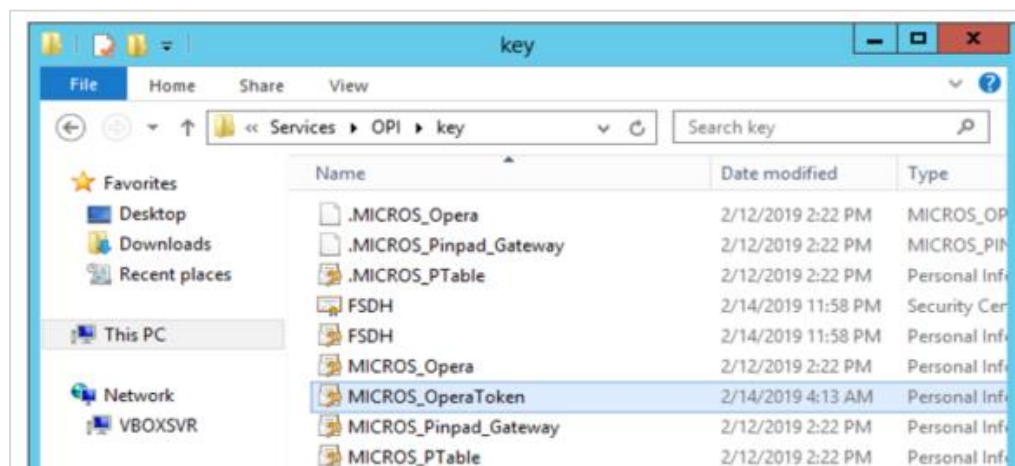 key
File Home Share View
« Services OPI key Search key
Name Date modified Type
Favorites
Desktop
Downloads
Recent places
This PC
Network
VBOXSVR
.MICROS_Opera 2/12/2019 2:22 PM MICROS_OP
.MICROS_Pinpad_Gateway 2/12/2019 2:22 PM MICROS_PIN
.MICROS_PTable 2/12/2019 2:22 PM Personal Inf
FSDH 2/14/2019 11:58 PM Security Cer
FSDH 2/14/2019 11:58 PM Personal Inf
MICROS_Opera 2/12/2019 2:22 PM Personal Inf
MICROS_OperaToken 2/14/2019 4:13 AM Personal Inf
MICROS_Pinpad_Gateway 2/12/2019 2:22 PM Personal Inf
MICROS_PTable 2/12/2019 2:22 PM Personal Inf